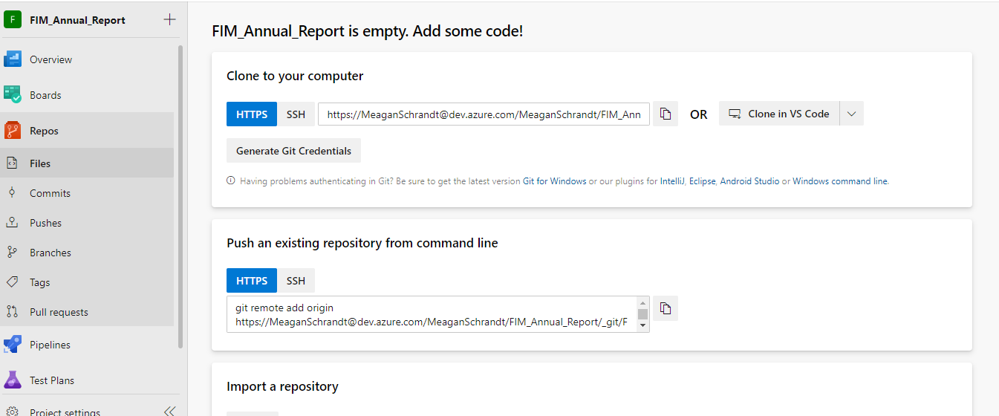 F FIM_Annual_Report
Overview
Boards
Repos
Files
Commits
Pushes
Branches
Tags
Pull requests
Pipelines
Test Plans
Project settings
FIM_Annual_Report is empty. Add some code!
Clone to your computer
HTTPS SSH https://MeaganSchrandt@dev.azure.com/MeaganSchrandt/FIM_Ann OR Clone in VS Code
Generate Git Credentials
Having problems authenticating in Git? Be sure to get the latest version Git for Windows or our plugins for IntelliJ, Eclipse, Android Studio or Windows command line.
Push an existing repository from command line
HTTPS SSH
git remote add origin
https://MeaganSchrandt@dev.azure.com/MeaganSchrandt/FIM_Annual_Report/_git/F
Import a repository